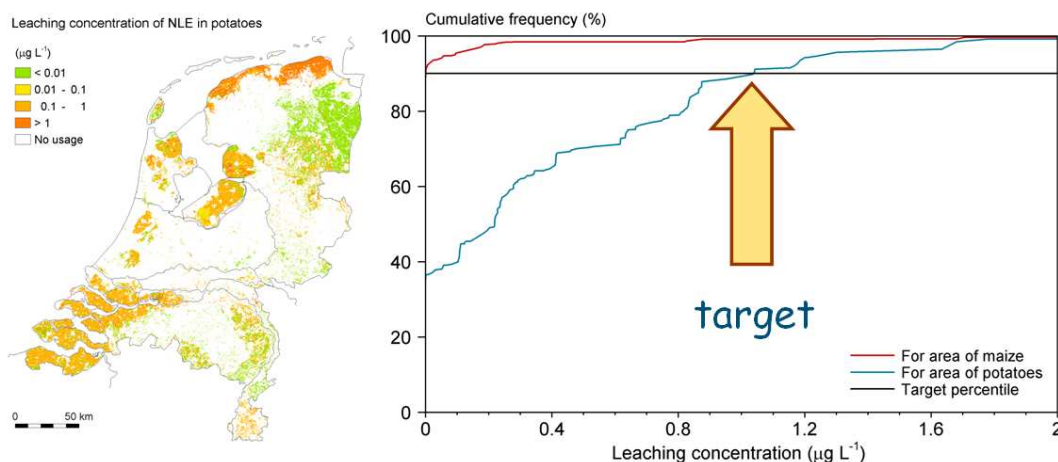 Leaching concentration of NLE in potatoes
(μg L⁻¹)
< 0.01
0.01 - 0.1
0.1 - 1
> 1
No usage
0 50 km
Cumulative frequency (%)
100
80
60
40
20
0
target
For area of maize
For area of potatoes
Target percentile
0 0.4 0.8 1.2 1.6 2
Leaching concentration (μg L⁻¹)